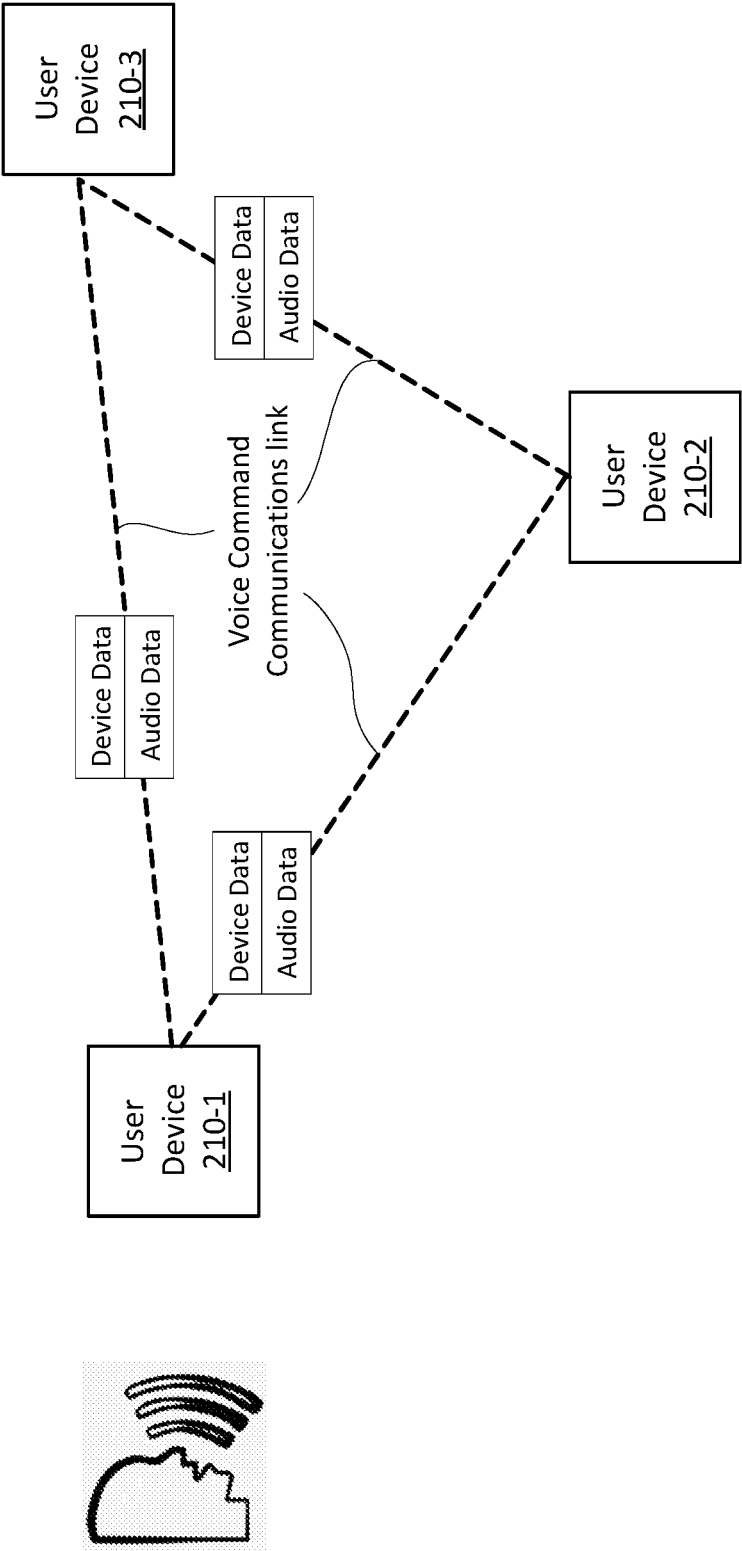 User
Device
210-1
Device Data
Audio Data
Device Data
Audio Data
Voice Command
Communications link
User
Device
210-2
Device Data
Audio Data
User
Device
210-3